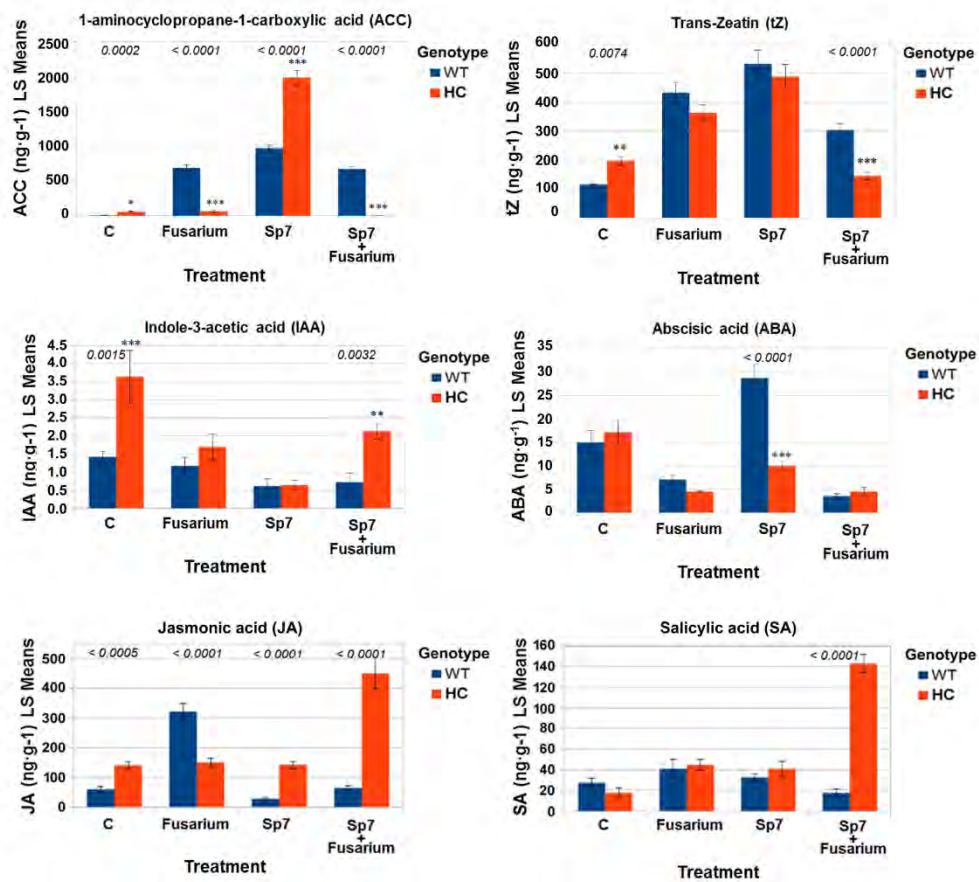 1-aminocyclopropane-1-carboxylic acid (ACC)
ACC (ng·g-1) LS Means
2500
2000
1500
1000
500
0
0.0002
< 0.0001
< 0.0001
< 0.0001
*
***
***
***
C
Fusarium
Sp7
Sp7
+
Fusarium
Treatment
Genotype
WT
HC
Trans-Zeatin (tZ)
tZ (ng·g-1) LS Means
600
500
400
300
200
100
0
0.0074
< 0.0001
**
***
C
Fusarium
Sp7
Sp7
+
Fusarium
Treatment
Genotype
WT
HC
Indole-3-acetic acid (IAA)
IAA (ng·g-1) LS Means
4.5
4.0
3.5
3.0
2.5
2.0
1.5
1.0
0.5
0.0
0.0015
***
0.0032
**
C
Fusarium
Sp7
Sp7
+
Fusarium
Treatment
Genotype
WT
HC
Abscisic acid (ABA)
ABA (ng·g-1) LS Means
35
30
25
20
15
10
5
0
< 0.0001
***
C
Fusarium
Sp7
Sp7
+
Fusarium
Treatment
Genotype
WT
HC
Jasmonic acid (JA)
JA (ng·g-1) LS Means
500
400
300
200
100
0
< 0.0005
< 0.0001
< 0.0001
< 0.0001
C
Fusarium
Sp7
Sp7
+
Fusarium
Treatment
Genotype
WT
HC
Salicylic acid (SA)
SA (ng·g-1) LS Means
160
140
120
100
80
60
40
20
0
< 0.0001
C
Fusarium
Sp7
Sp7
+
Fusarium
Treatment
Genotype
WT
HC